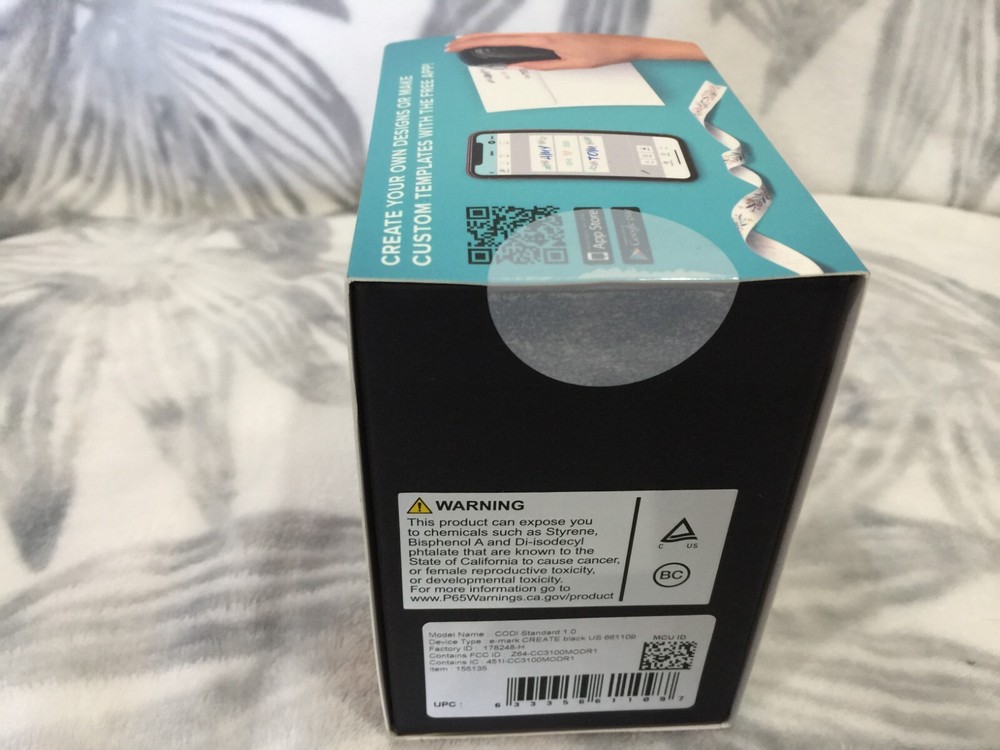 CREATE YOUR OWN DESIGNS OR MAKE
CUSTOM TEMPLATES WITH THE FREE APP!
App Store
WARNING
This product can expose you
to chemicals such as Styrene,
Bisphenol A and Di-isodecyl
phtalate that are known to the
State of California to cause cancer,
or female reproductive toxicity,
or developmental toxicity.
For more information go to
www.P65Warnings.ca.gov/product
C US
BC
Model Name : CODI Standard 1.0
Device Type : e-mark CREATE black US 661109
Factory ID : 178248-H
Contains FCC ID : Z64-CC3100MODR1
Contains IC : 451I-CC3100MODR1
Item : 155135
MCU ID
UPC :